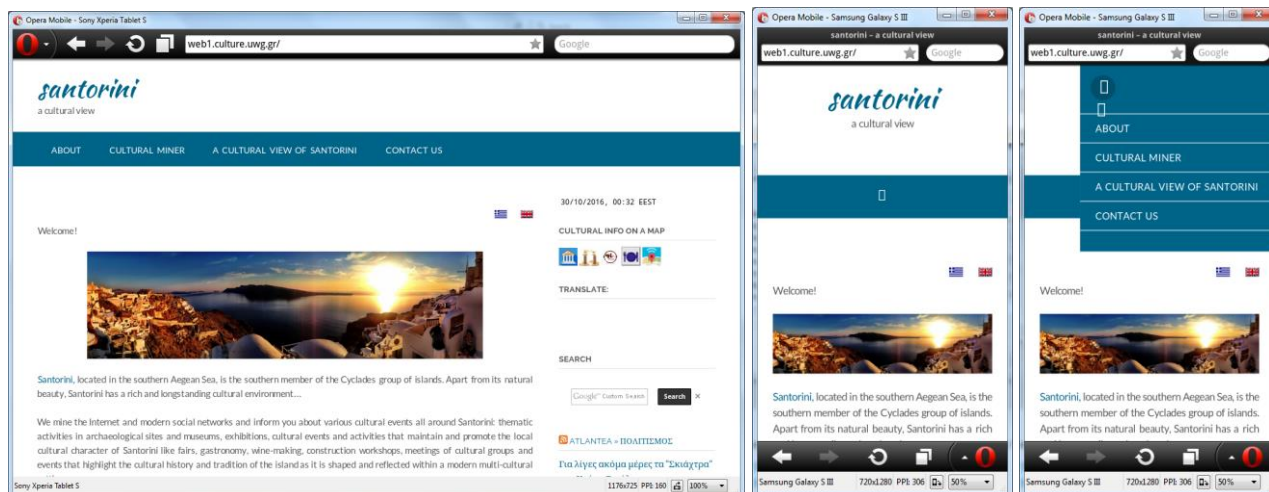 Opera Mobile - Sony Xperia Tablet S
web1.culture.uwg.gr/
Google
santorini
a cultural view
ABOUT CULTURAL MINER A CULTURAL VIEW OF SANTORINI CONTACT US
30/10/2016, 00:32 EEST
Welcome!
CULTURAL INFO ON A MAP
TRANSLATE:
SEARCH
Google™ Custom Search Search ×
Santorini, located in the southern Aegean Sea, is the southern member of the Cyclades group of islands. Apart from its natural
beauty, Santorini has a rich and longstanding cultural environment....
We mine the Internet and modern social networks and inform you about various cultural events all around Santorini: thematic
activities in archaeological sites and museums, exhibitions, cultural events and activities that maintain and promote the local
cultural character of Santorini like fairs, gastronomy, wine-making, construction workshops, meetings of cultural groups and
events that highlight the cultural history and tradition of the island as it is shaped and reflected within a modern multi-cultural
ATLANTEA » ΠΟΛΙΤΙΣΜΟΣ
Για λίγες ακόμα μέρες τα "Σκιάχτρα"
Sony Xperia Tablet S
1176x725 PPI: 160 100%
Opera Mobile - Samsung Galaxy S III
santorini – a cultural view
web1.culture.uwg.gr/ Google
santorini
a cultural view
Welcome!
Santorini, located in the southern Aegean Sea, is the
southern member of the Cyclades group of islands.
Apart from its natural beauty, Santorini has a rich
Samsung Galaxy S III 720x1280 PPI: 306 50%
Opera Mobile - Samsung Galaxy S III
santorini – a cultural view
web1.culture.uwg.gr/ Google
ABOUT
CULTURAL MINER
A CULTURAL VIEW OF SANTORINI
CONTACT US
Welcome!
Santorini, located in the southern Aegean Sea, is the
southern member of the Cyclades group of islands.
Apart from its natural beauty, Santorini has a rich
Samsung Galaxy S III 720x1280 PPI: 306 50%